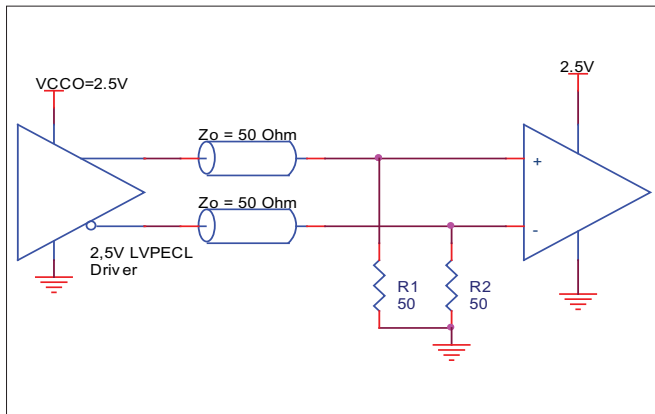 VCCO=2.5V
2.5V
Zo = 50 Ohm
+
Zo = 50 Ohm
-
2,5V LVPECL
Driver
R1
50
R2
50